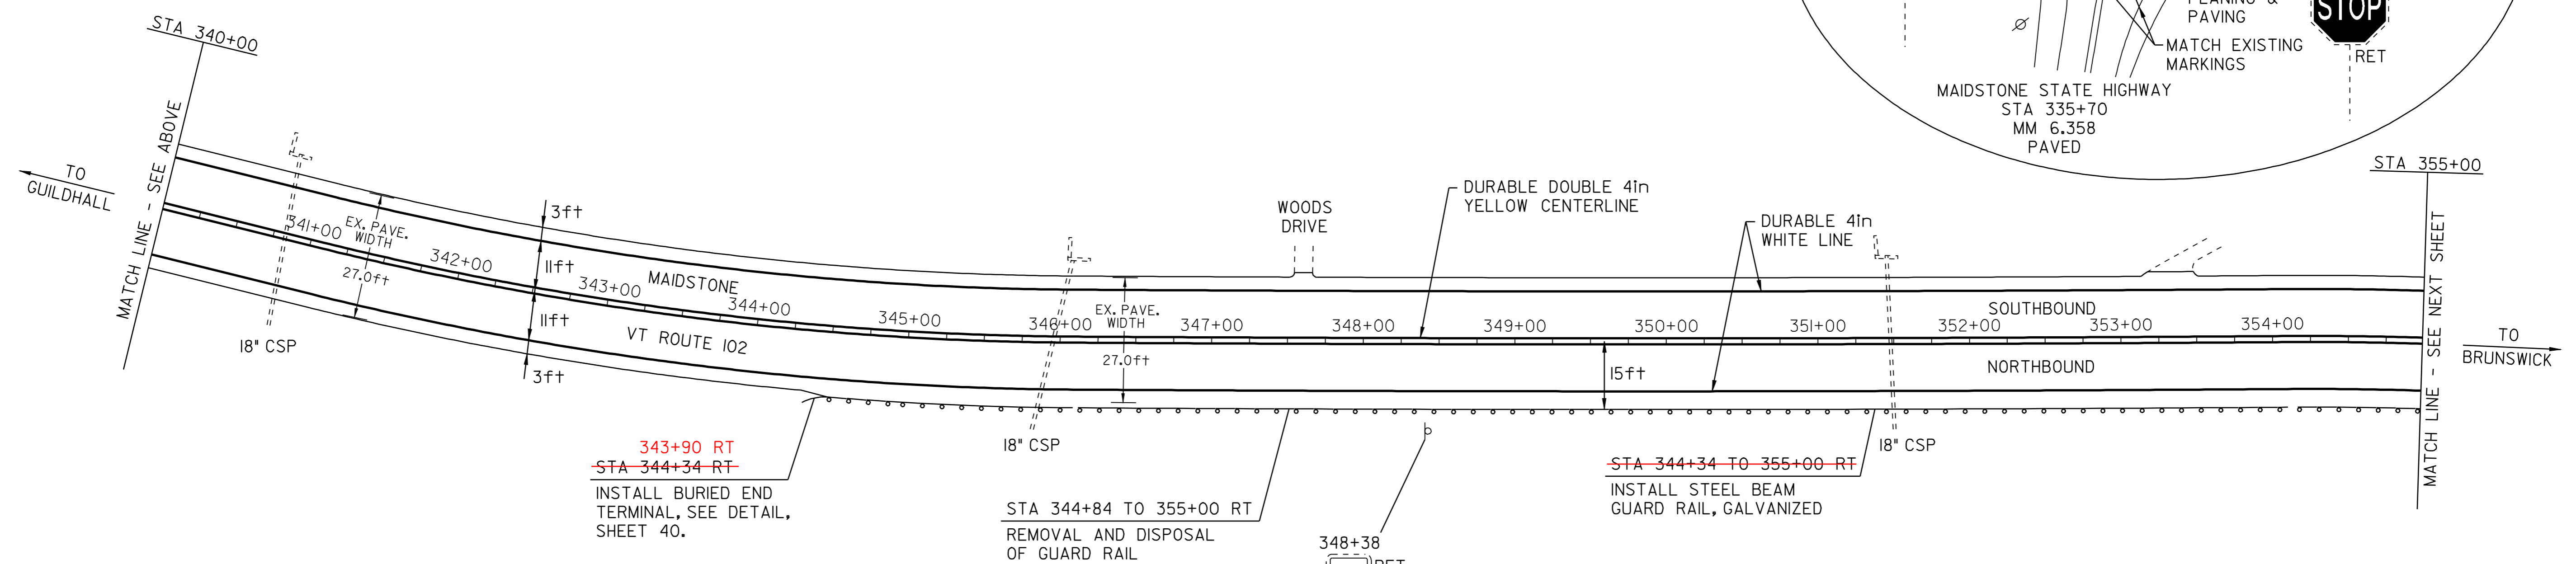 PLANING &
PAVING
STOP
MATCH EXISTING
MARKINGS
RET
MAIDSTONE STATE HIGHWAY
STA 335+70
MM 6.358
PAVED
STA 340+00
STA 355+00
MATCH LINE - SEE ABOVE
TO
GUILDHALL
341+00
EX. PAVE.
WIDTH
27.0ft
342+00
3ft
11ft
11ft
3ft
343+00
MAIDSTONE
344+00
VT ROUTE 102
345+00
346+00
EX. PAVE.
WIDTH
27.0ft
347+00
WOODS
DRIVE
348+00
DURABLE DOUBLE 4in
YELLOW CENTERLINE
349+00
DURABLE 4in
WHITE LINE
350+00
351+00
SOUTHBOUND
352+00
353+00
354+00
NORTHBOUND
15ft
MATCH LINE - SEE NEXT SHEET
TO
BRUNSWICK
18" CSP
18" CSP
18" CSP
343+90 RT
STA 344+34 RT
INSTALL BURIED END
TERMINAL, SEE DETAIL,
SHEET 40.
STA 344+84 TO 355+00 RT
REMOVAL AND DISPOSAL
OF GUARD RAIL
STA 344+34 TO 355+00 RT
INSTALL STEEL BEAM
GUARD RAIL, GALVANIZED
348+38
RET